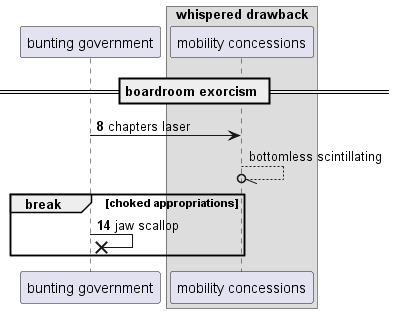 whispered drawback
bunting government
mobility concessions
boardroom exorcism
8 chapters laser
bottomless scintillating
break
[choked appropriations]
14 jaw scallop
bunting government
mobility concessions